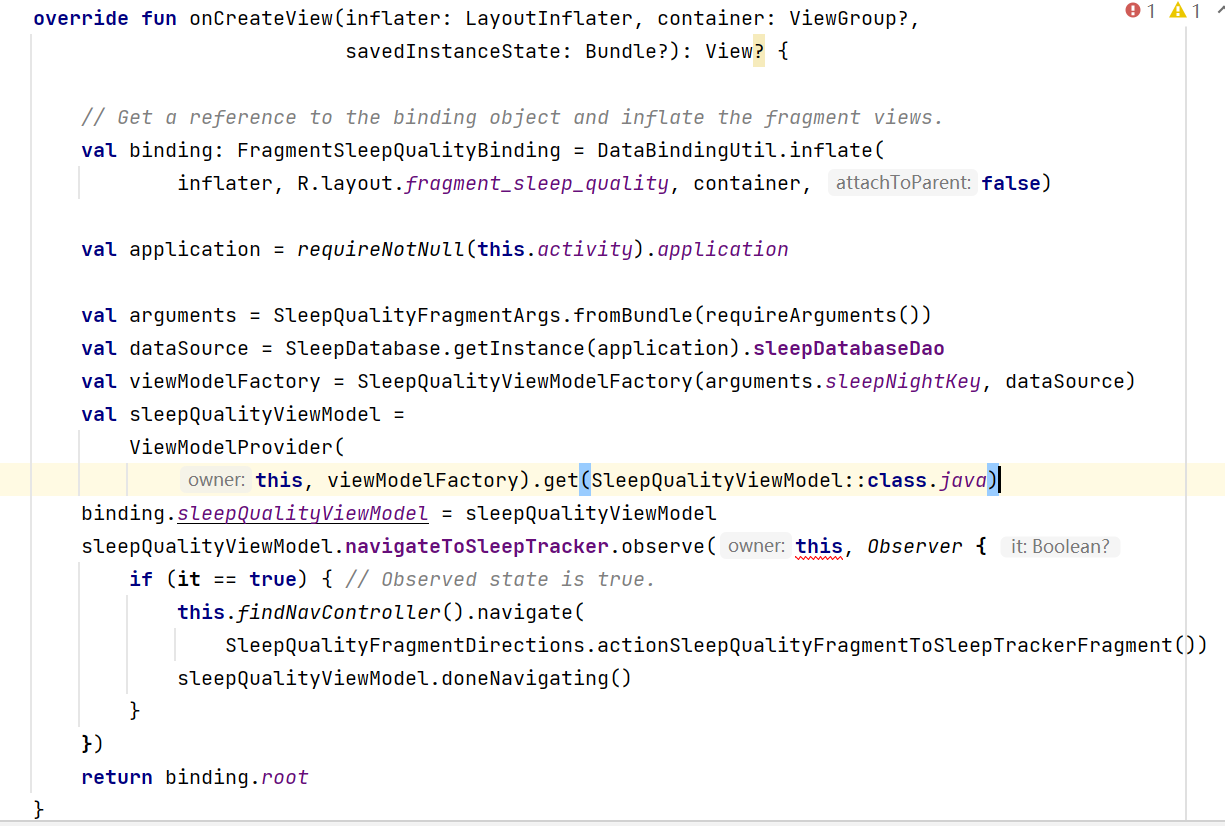 override fun onCreateView(inflater: LayoutInflater, container: ViewGroup?,
savedInstanceState: Bundle?): View? {
1 1
// Get a reference to the binding object and inflate the fragment views.
val binding: FragmentSleepQualityBinding = DataBindingUtil.inflate(
inflater, R.layout.fragment_sleep_quality, container, attachToParent: false)
val application = requireNotNull(this.activity).application
val arguments = SleepQualityFragmentArgs.fromBundle(requireArguments())
val dataSource = SleepDatabase.getInstance(application).sleepDatabaseDao
val viewModelFactory = SleepQualityViewModelFactory(arguments.sleepNightKey, dataSource)
val sleepQualityViewModel =
ViewModelProvider(
owner: this, viewModelFactory).get(SleepQualityViewModel::class.java)
binding.sleepQualityViewModel = sleepQualityViewModel
sleepQualityViewModel.navigateToSleepTracker.observe( owner: this, Observer { it: Boolean?
if (it == true) { // Observed state is true.
this.findNavController().navigate(
SleepQualityFragmentDirections.actionSleepQualityFragmentToSleepTrackerFragment())
sleepQualityViewModel.doneNavigating()
}
})
return binding.root
}